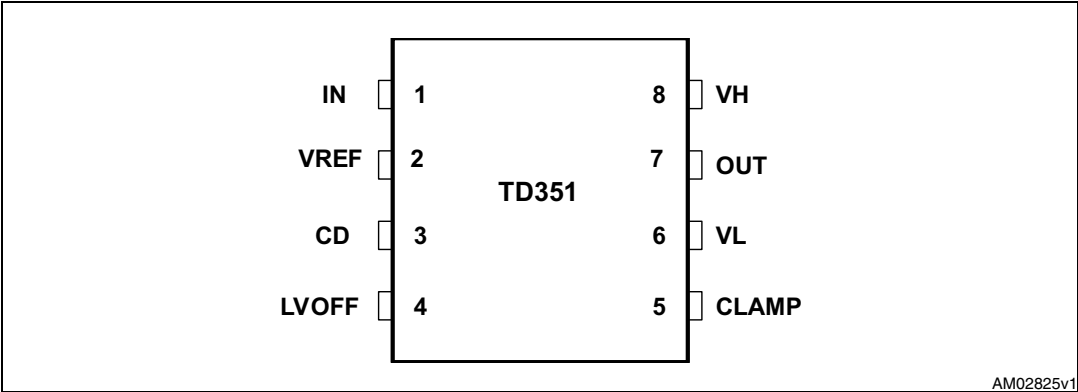 IN 1 8 VH
VREF 2 7 OUT
TD351
CD 3 6 VL
LVOFF 4 5 CLAMP
AM02825v1